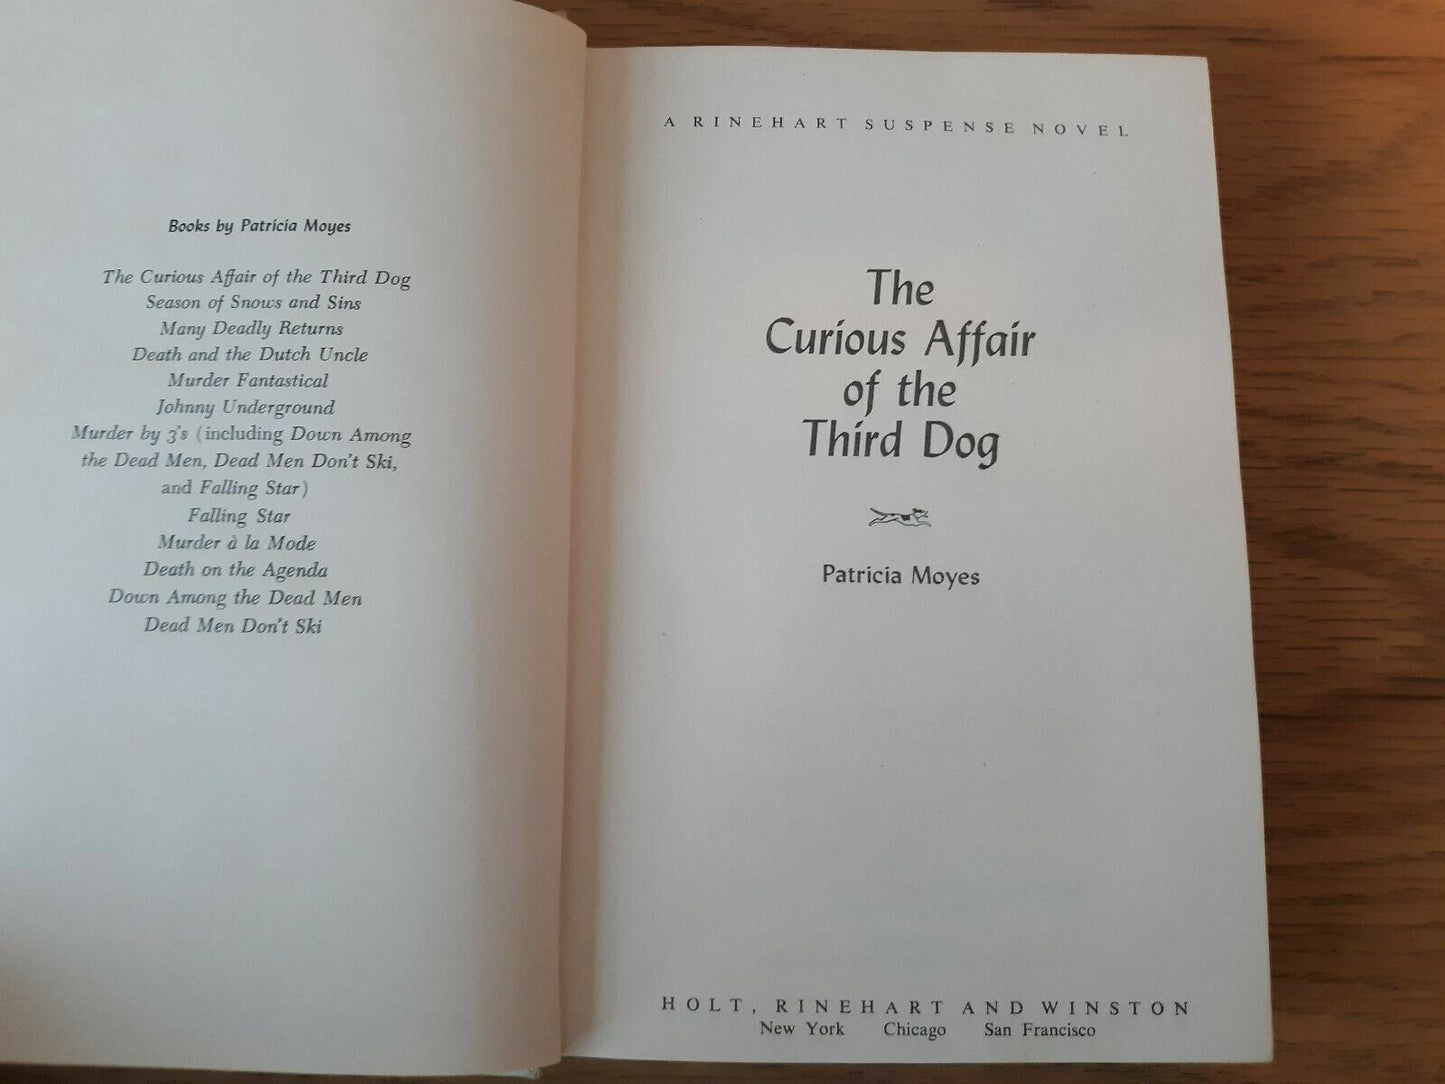 Books by Patricia Moyes
The Curious Affair of the Third Dog
Season of Snows and Sins
Many Deadly Returns
Death and the Dutch Uncle
Murder Fantastical
Johnny Underground
Murder by 3's (including Down Among
the Dead Men, Dead Men Don't Ski,
and Falling Star)
Falling Star
Murder à la Mode
Death on the Agenda
Down Among the Dead Men
Dead Men Don't Ski
A RINEHART SUSPENSE NOVEL
The
Curious Affair
of the
Third Dog
Patricia Moyes
HOLT, RINEHART AND WINSTON
New York Chicago San Francisco